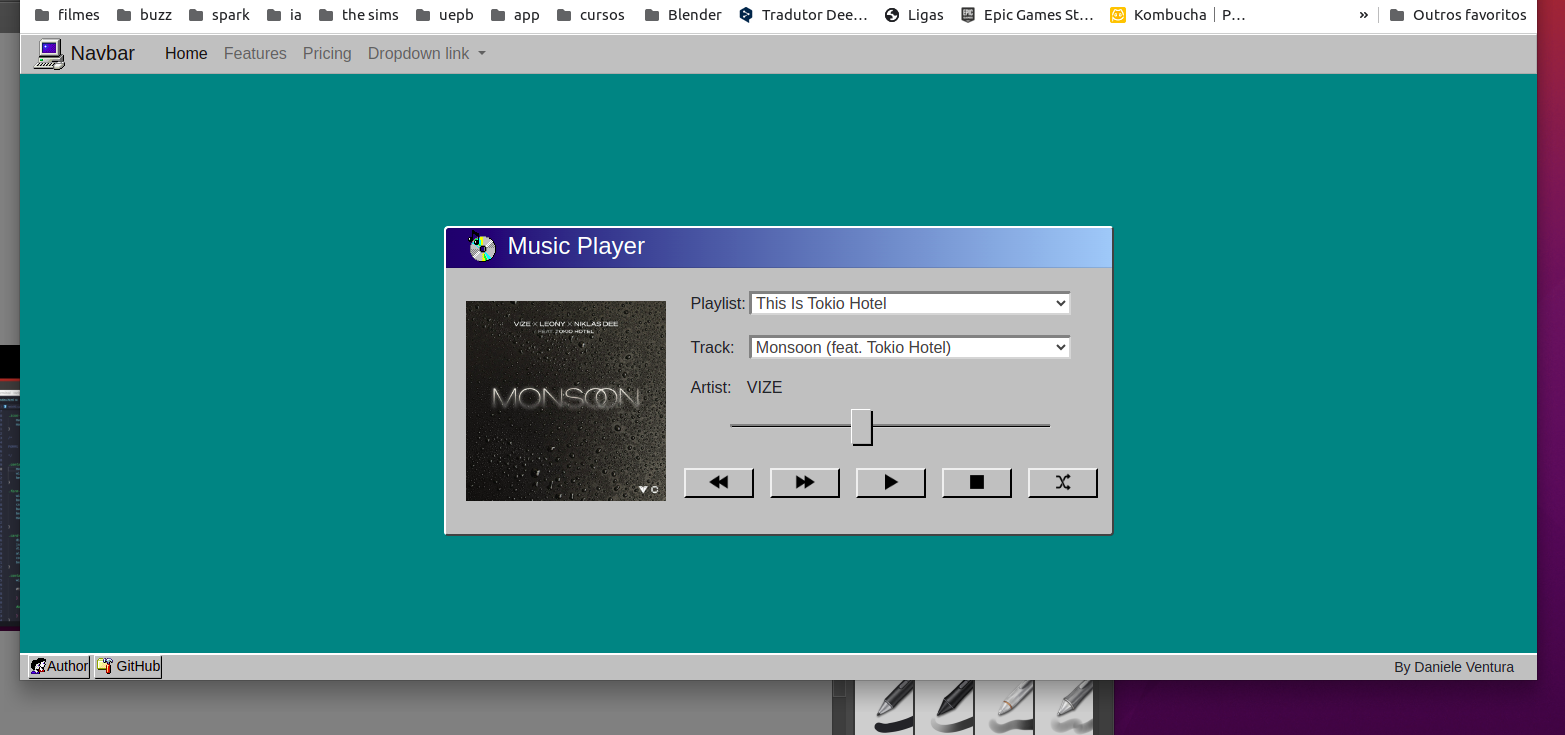 filmes buzz spark ia the sims uepb app cursos Blender Tradutor Dee… Ligas Epic Games St… Kombucha | P… » Outros favoritos
Navbar Home Features Pricing Dropdown link
Music Player
VIZE X LEONY X NIKLAS DEE
FEAT. TOKIO HOTEL
MONSOON
Playlist: This Is Tokio Hotel
Track: Monsoon (feat. Tokio Hotel)
Artist: VIZE
Author GitHub By Daniele Ventura